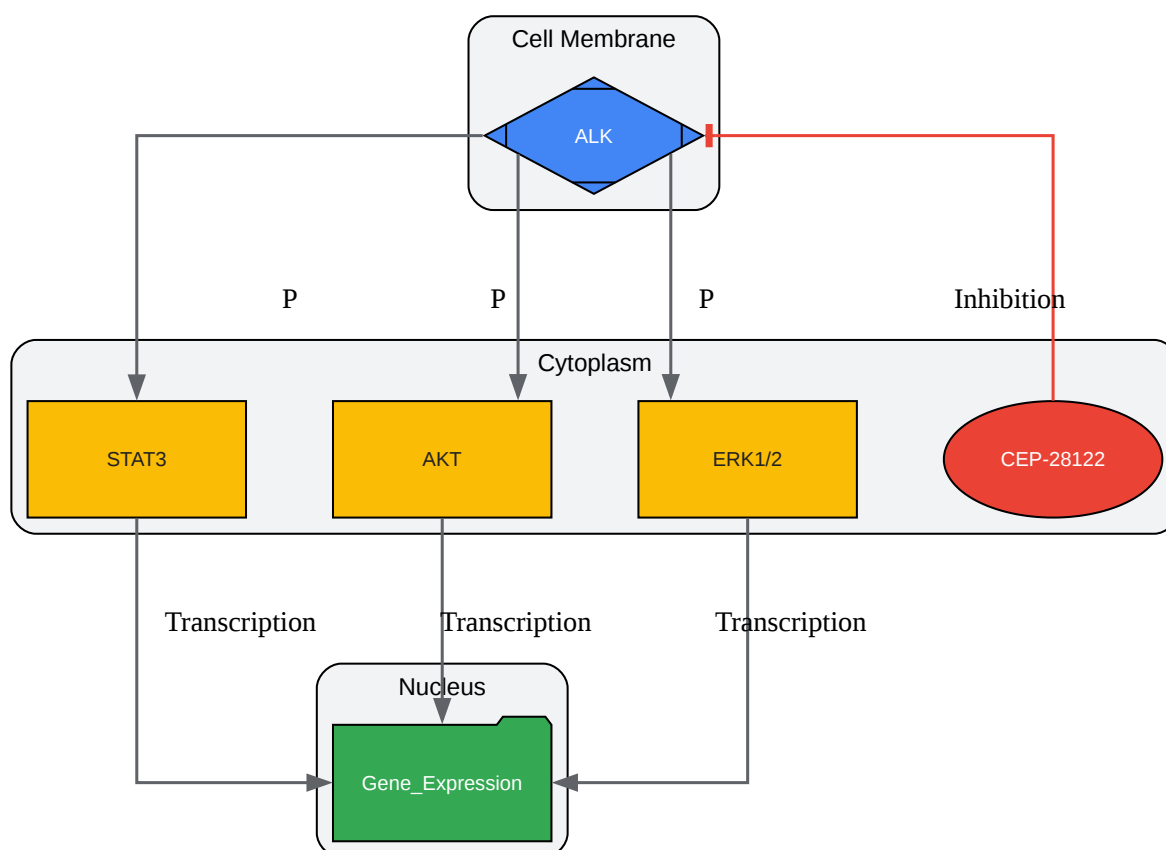 Cell Membrane
ALK
P
P
P
Inhibition
Cytoplasm
STAT3
AKT
ERK1/2
CEP-28122
Transcription
Transcription
Transcription
Nucleus
Gene_Expression